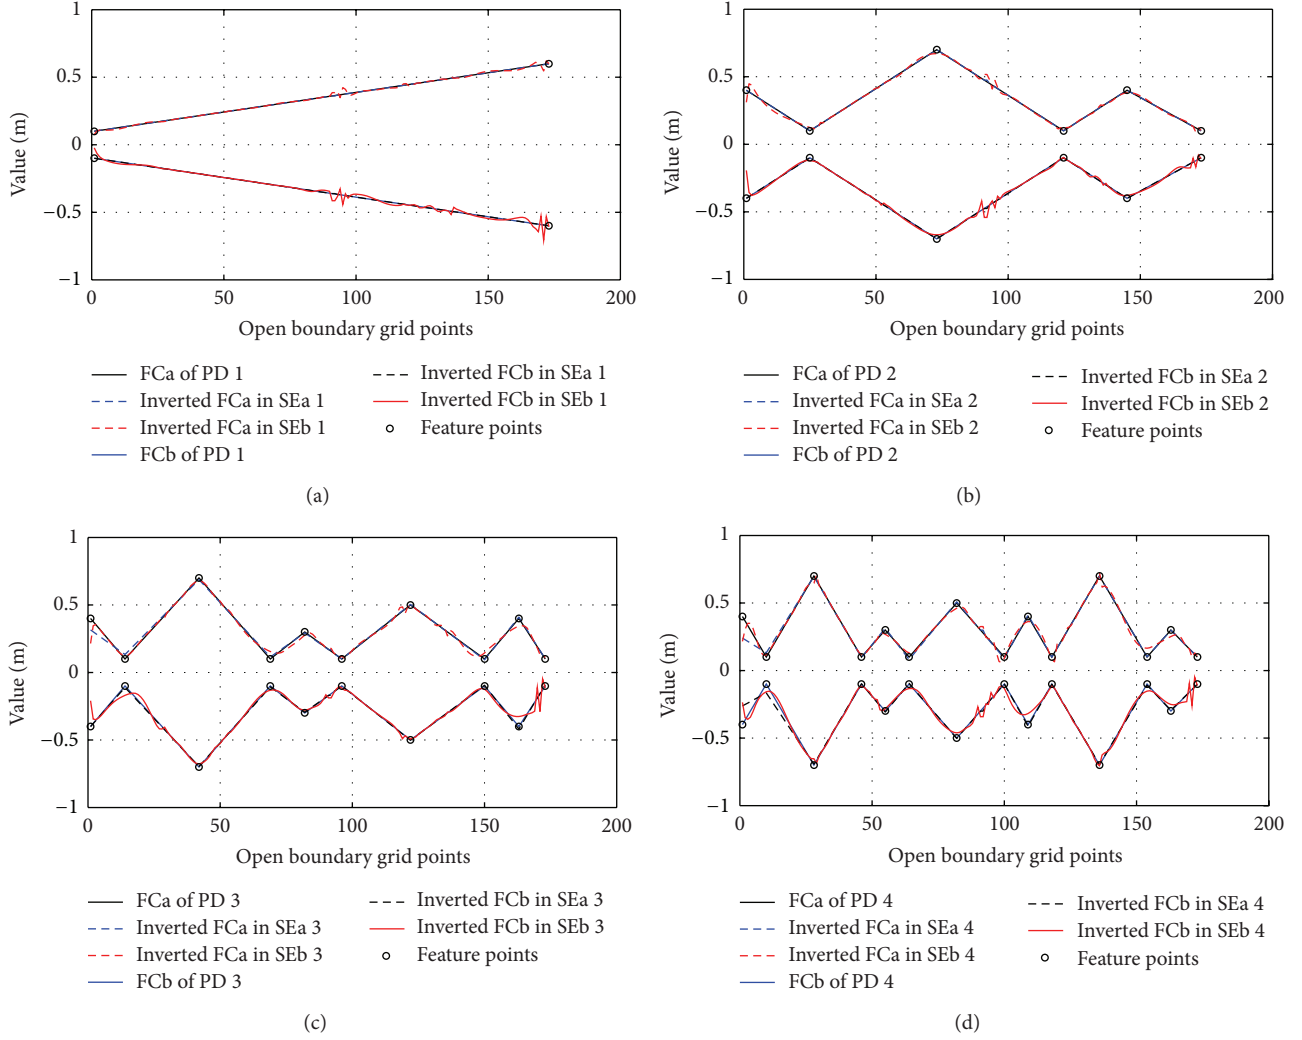 1
0.5
0
−0.5
−1
Value (m)
0
50
100
150
200
Open boundary grid points
FCa of PD 1
Inverted FCa in SEa 1
Inverted FCa in SEb 1
FCb of PD 1
Inverted FCb in SEa 1
Inverted FCb in SEb 1
Feature points
(a)
1
0.5
0
−0.5
−1
Value (m)
0
50
100
150
200
Open boundary grid points
FCa of PD 2
Inverted FCa in SEa 2
Inverted FCa in SEb 2
FCb of PD 2
Inverted FCb in SEa 2
Inverted FCb in SEb 2
Feature points
(b)
1
0.5
0
−0.5
−1
Value (m)
0
50
100
150
200
Open boundary grid points
FCa of PD 3
Inverted FCa in SEa 3
Inverted FCa in SEb 3
FCb of PD 3
Inverted FCb in SEa 3
Inverted FCb in SEb 3
Feature points
(c)
1
0.5
0
−0.5
−1
Value (m)
0
50
100
150
200
Open boundary grid points
FCa of PD 4
Inverted FCa in SEa 4
Inverted FCa in SEb 4
FCb of PD 4
Inverted FCb in SEa 4
Inverted FCb in SEb 4
Feature points
(d)